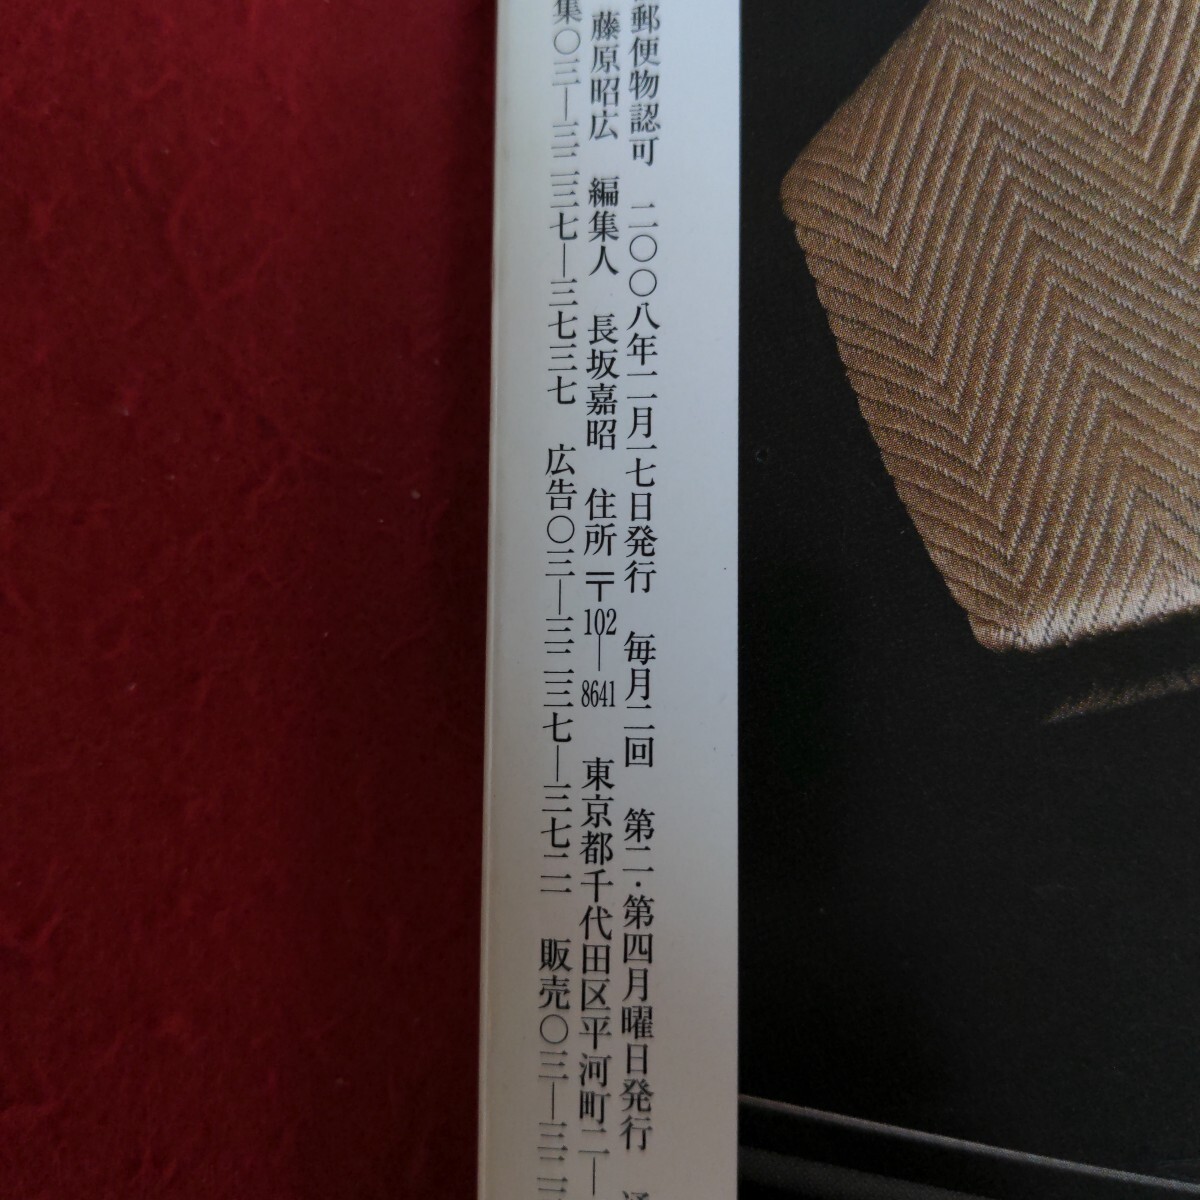 郵便物認可 二〇〇八年一一月一七日発行 毎月二回 第二・第四月曜日発行
藤原昭広 編集人 長坂嘉昭 住所〒102―8641 東京都千代田区平河町二―
集〇三―三二三七―三七三七 広告〇三―三二三七―三七二一 販売〇三―三二三